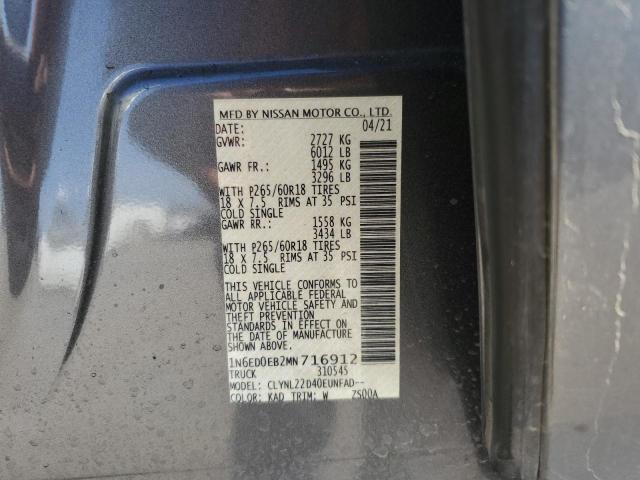 MFD BY NISSAN MOTOR CO., LTD.
DATE: 04/21
GVWR: 2727 KG
6012 LB
GAWR FR.: 1495 KG
3296 LB
WITH P265/60R18 TIRES
18 X 7.5 RIMS AT 35 PSI
COLD SINGLE
GAWR RR.: 1558 KG
3434 LB
WITH P265/60R18 TIRES
18 X 7.5 RIMS AT 35 PSI
COLD SINGLE
THIS VEHICLE CONFORMS TO
ALL APPLICABLE FEDERAL
MOTOR VEHICLE SAFETY AND
THEFT PREVENTION
STANDARDS IN EFFECT ON
THE DATE OF MANUFACTURE
SHOWN ABOVE.
1N6ED0EB2MN716912
TRUCK 310545
MODEL: CLYNL22D40EUNFAD--
COLOR: KAD TRIM: W ZS00A